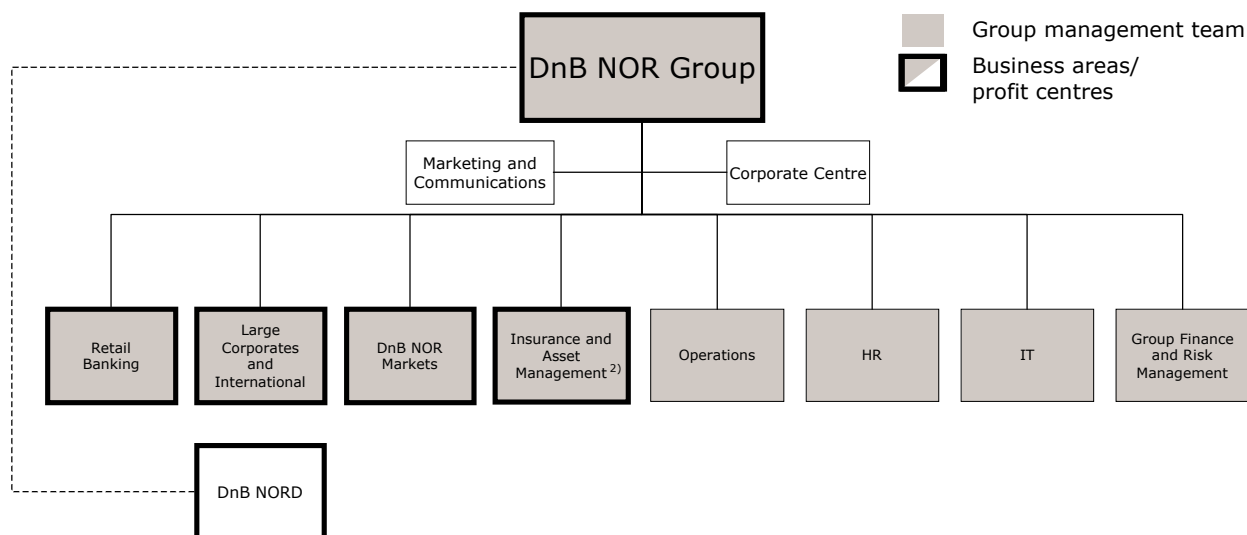 DnB NOR Group
Group management team
Business areas/
profit centres
Marketing and
Communications
Corporate Centre
Retail
Banking
Large
Corporates
and
International
DnB NOR
Markets
Insurance and
Asset
Management 2)
Operations
HR
IT
Group Finance
and Risk
Management
DnB NORD